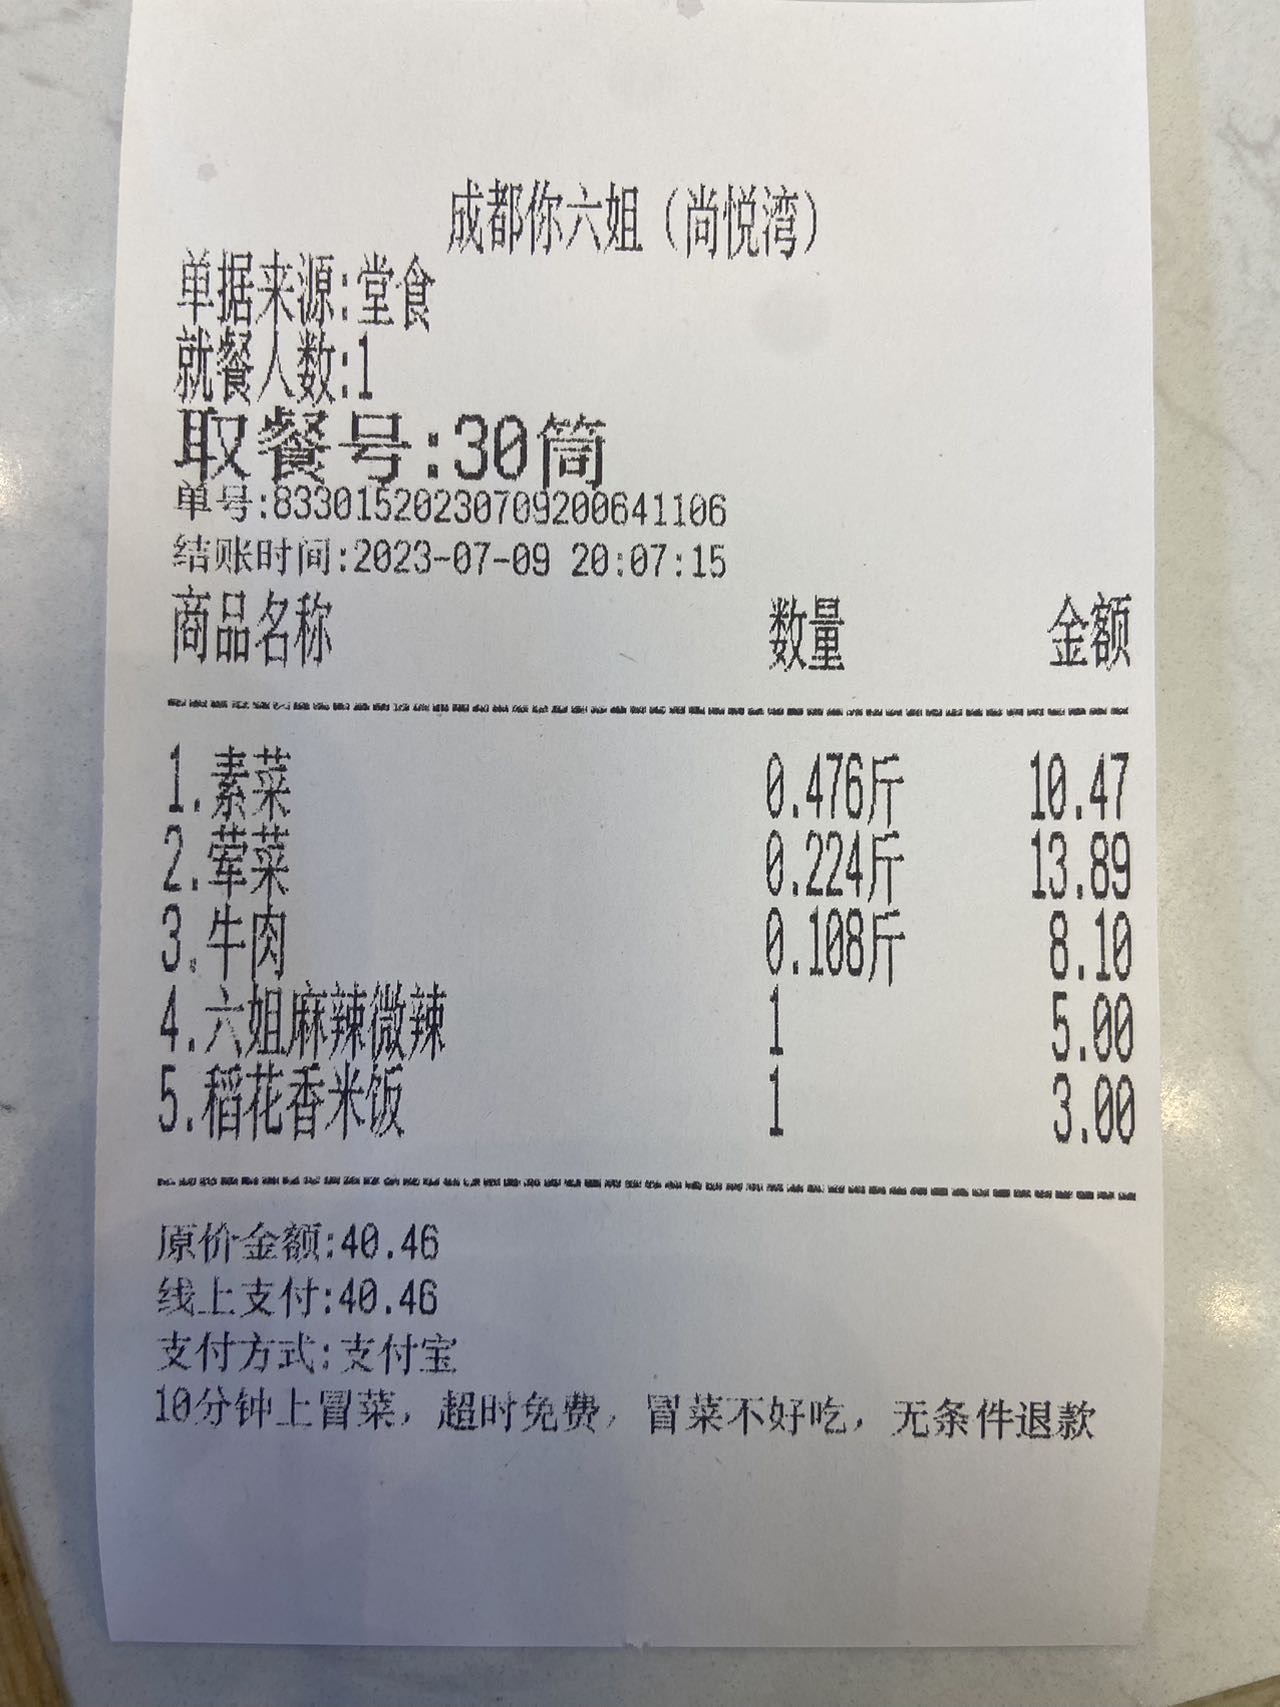 成都你六姐（尚悦湾）
单据来源:堂食
就餐人数:1
取餐号:30筒
单号:833015202307092006411​06
结账时间:2023-07-09 20:07:15
商品名称 数量 金额
1.素菜 0.476斤 10.47
2.荤菜 0.224斤 13.89
3.牛肉 0.108斤 8.10
4.六姐麻辣微辣 1 5.00
5.稻花香米饭 1 3.00
原价金额:40.46
线上支付:40.46
支付方式:支付宝
10分钟上冒菜，超时免费，冒菜不好吃，无条件退款